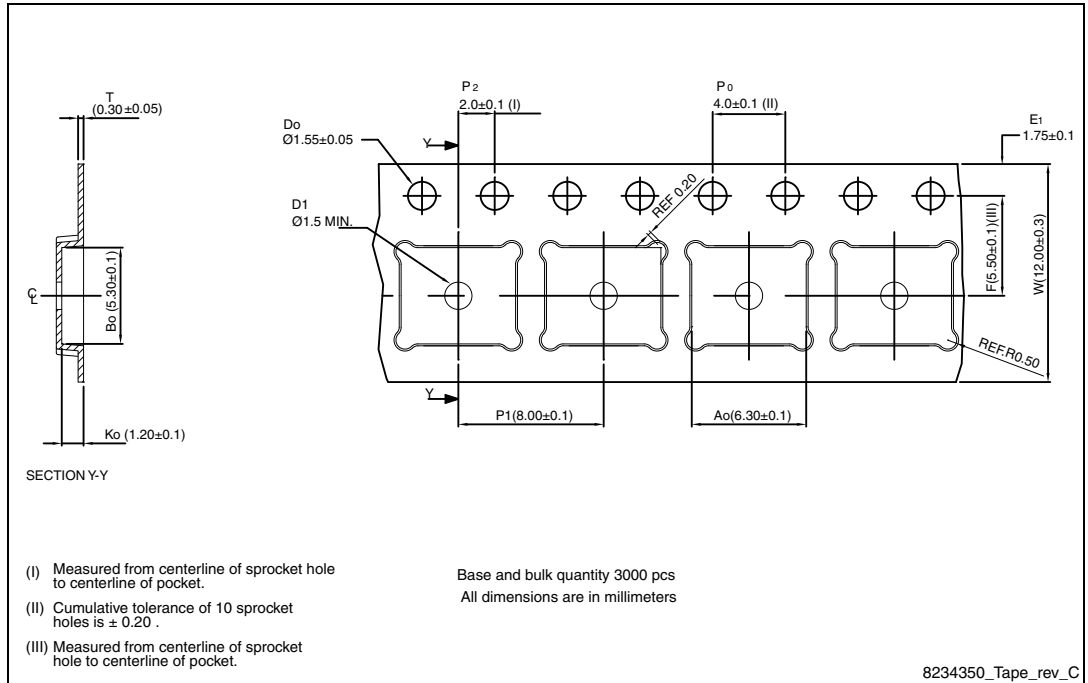 T
(0.30 ±0.05)
P2
2.0±0.1 (I)
P0
4.0±0.1 (II)
E1
1.75±0.1
Do
Ø1.55±0.05
Y
D1
Ø1.5 MIN.
REF 0.20
F(5.50±0.1)(III)
W(12.00±0.3)
℄
Bo (5.30±0.1)
REF.R0.50
Y
P1(8.00±0.1)
Ao(6.30±0.1)
Ko (1.20±0.1)
SECTION Y-Y
(I) Measured from centerline of sprocket hole
to centerline of pocket.
(II) Cumulative tolerance of 10 sprocket
holes is ± 0.20 .
(III) Measured from centerline of sprocket
hole to centerline of pocket.
Base and bulk quantity 3000 pcs
All dimensions are in millimeters
8234350_Tape_rev_C